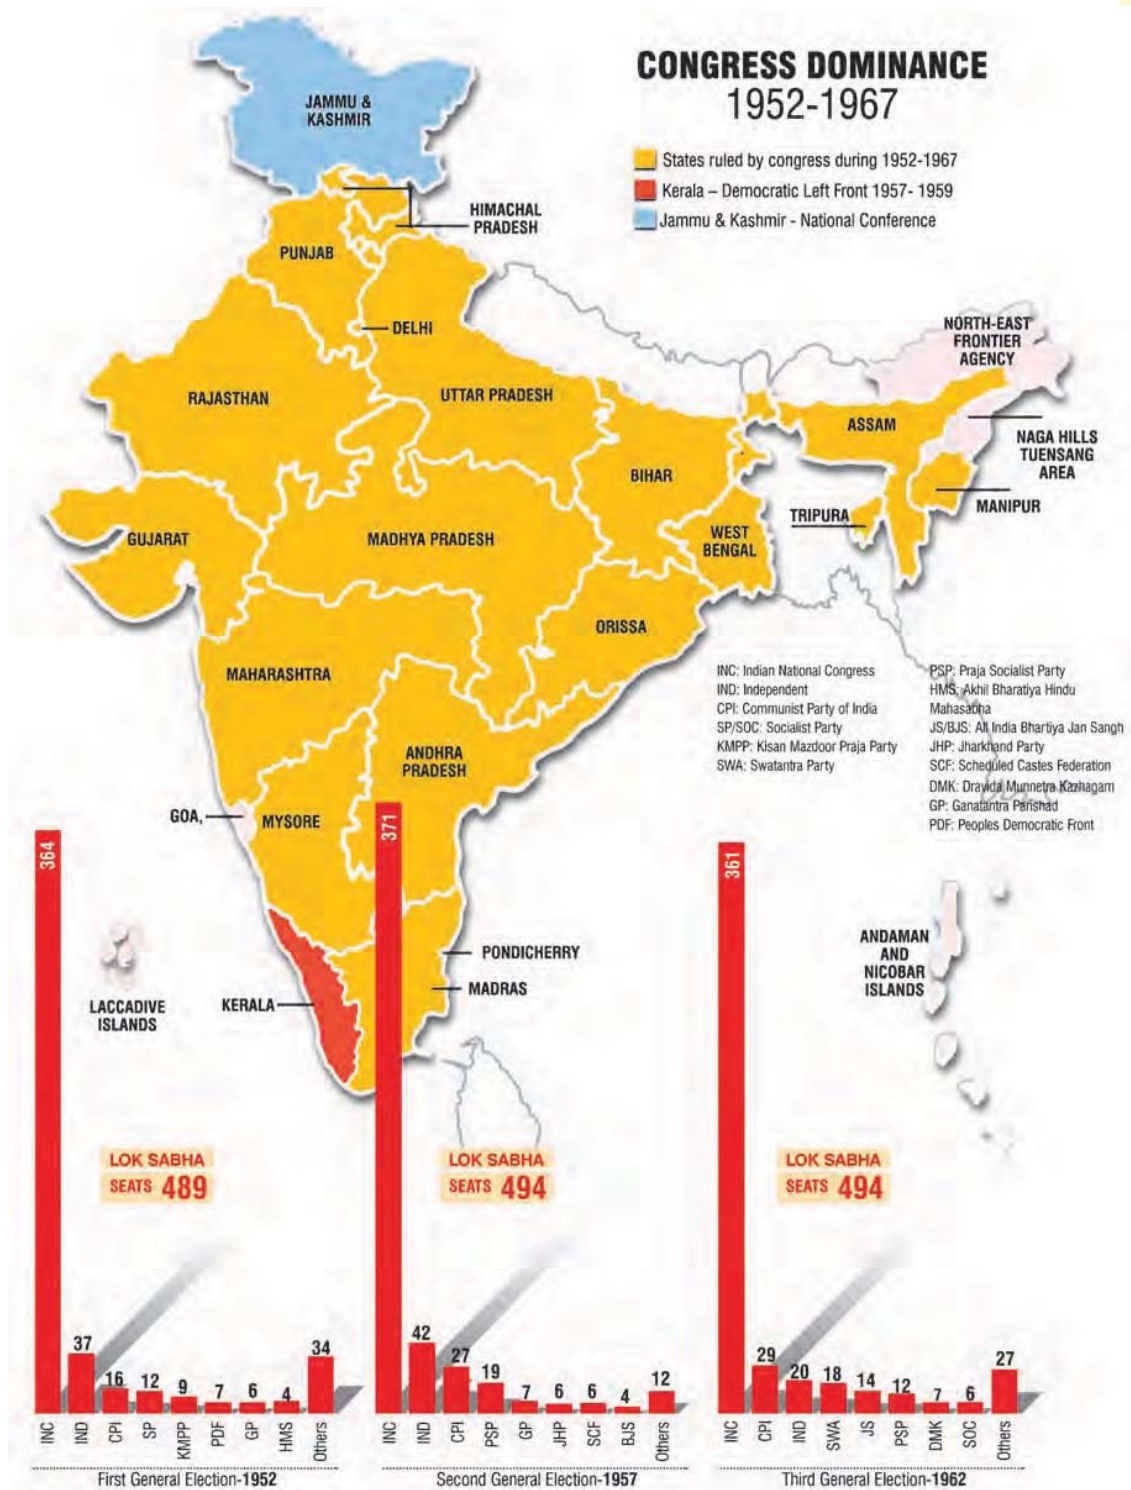 CONGRESS DOMINANCE
1952-1967
States ruled by congress during 1952-1967
Kerala – Democratic Left Front 1957- 1959
Jammu & Kashmir - National Conference
JAMMU &
KASHMIR
HIMACHAL
PRADESH
PUNJAB
DELHI
RAJASTHAN
UTTAR PRADESH
NORTH-EAST
FRONTIER
AGENCY
ASSAM
NAGA HILLS
TUENSANG
AREA
MANIPUR
TRIPURA
BIHAR
WEST
BENGAL
GUJARAT
MADHYA PRADESH
ORISSA
MAHARASHTRA
ANDHRA
PRADESH
GOA,
MYSORE
PONDICHERRY
MADRAS
KERALA
LACCADIVE
ISLANDS
ANDAMAN
AND
NICOBAR
ISLANDS
INC: Indian National Congress
IND: Independent
CPI: Communist Party of India
SP/SOC: Socialist Party
KMPP: Kisan Mazdoor Praja Party
SWA: Swatantra Party
PSP: Praja Socialist Party
HMS: Akhil Bharatiya Hindu
Mahasabha
JS/BJS: All India Bhartiya Jan Sangh
JHP: Jharkhand Party
SCF: Scheduled Castes Federation
DMK: Dravida Munnetra Kazhagam
GP: Ganatantra Parishad
PDF: Peoples Democratic Front
LOK SABHA
SEATS 489
364
37
16
12
9
7
6
4
34
INC
IND
CPI
SP
KMPP
PDF
GP
HMS
Others
First General Election-1952
LOK SABHA
SEATS 494
371
42
27
19
7
6
6
4
12
INC
IND
CPI
PSP
GP
JHP
SCF
BJS
Others
Second General Election-1957
LOK SABHA
SEATS 494
361
29
20
18
14
12
7
6
27
INC
CPI
IND
SWA
JS
PSP
DMK
SOC
Others
Third General Election-1962